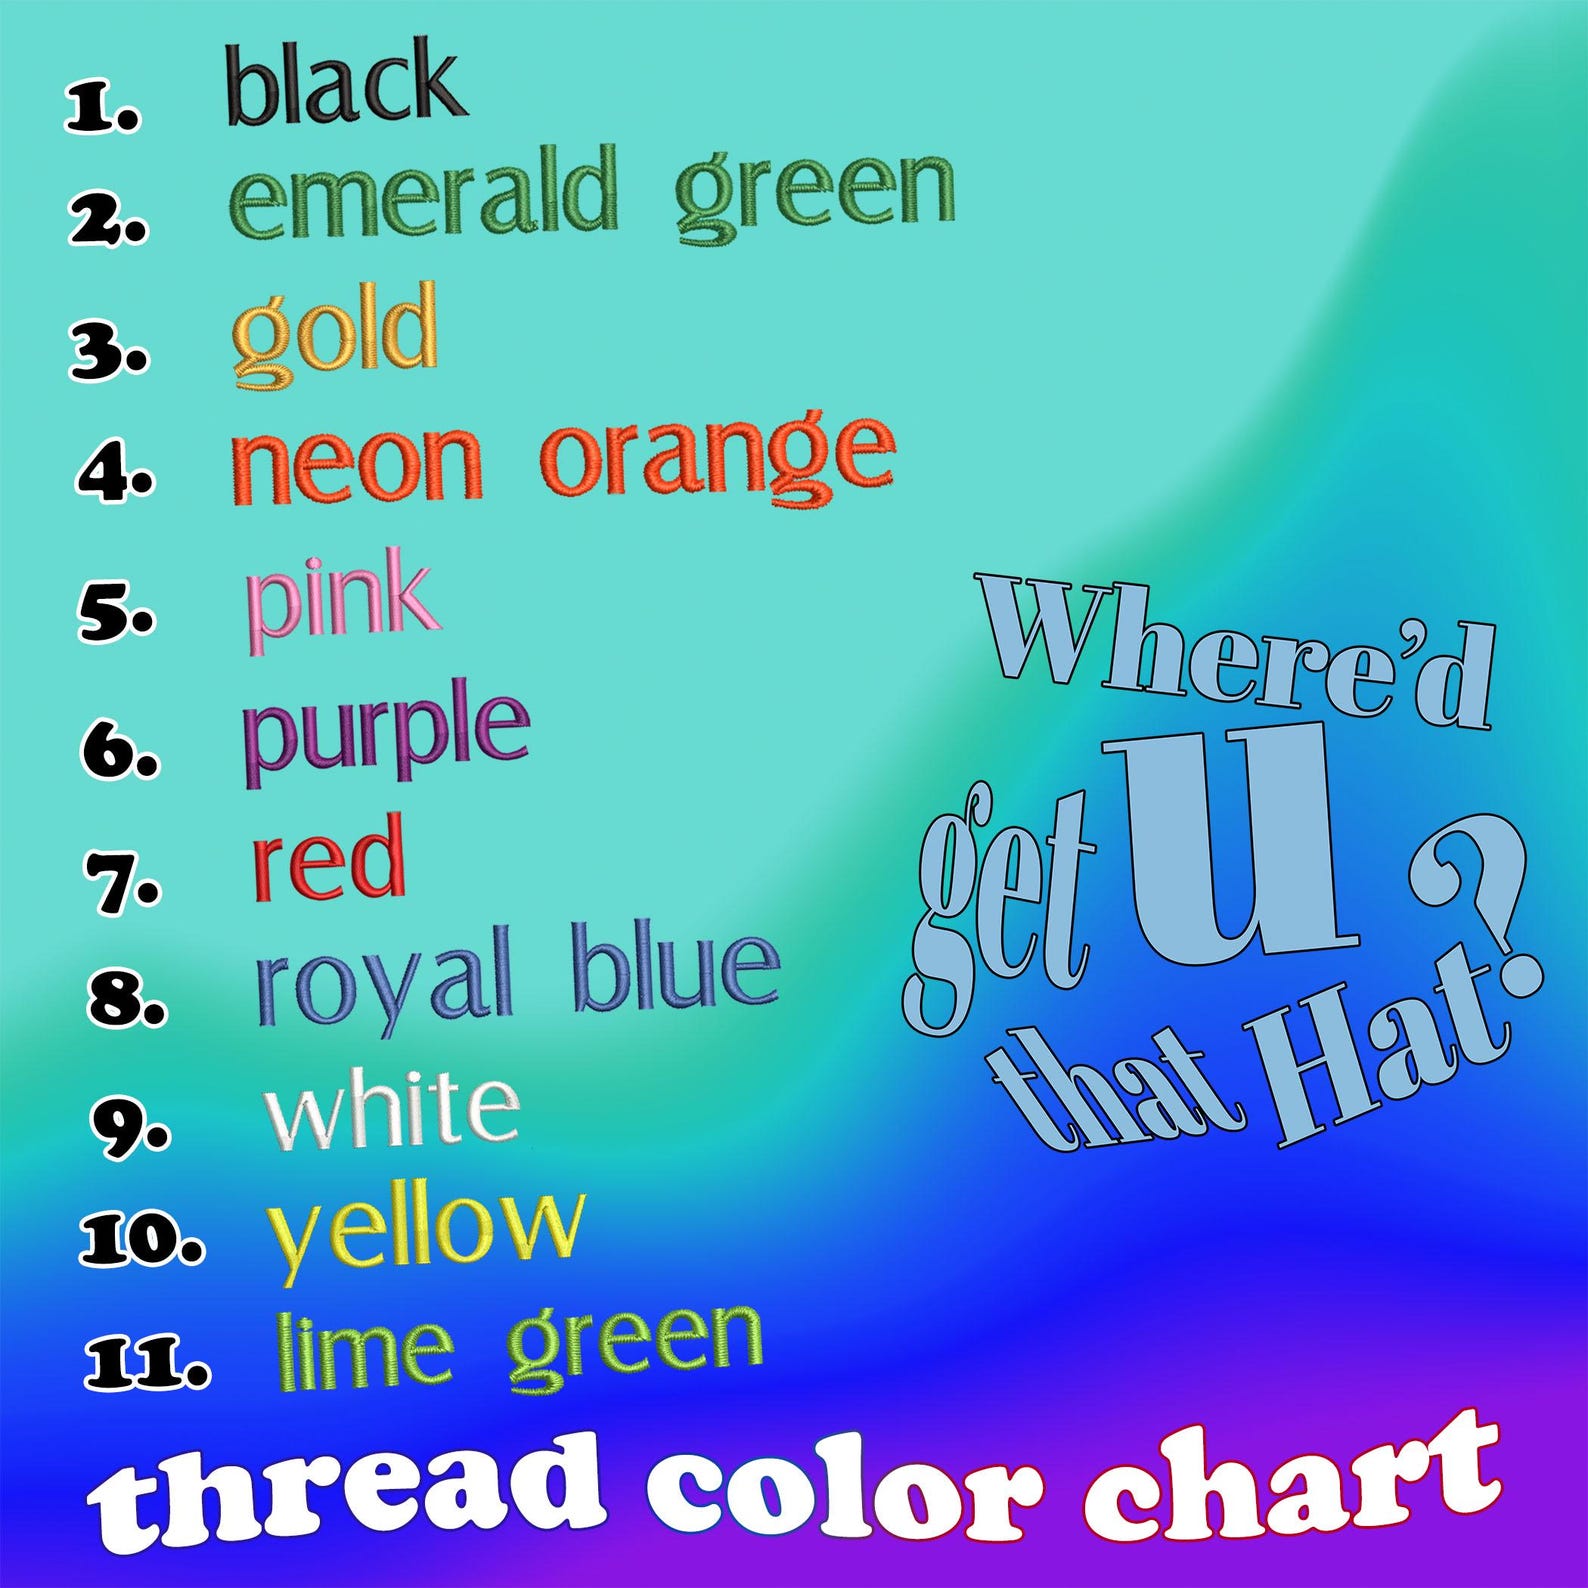 1. black
2. emerald green
3. gold
4. neon orange
5. pink
6. purple
7. red
8. royal blue
9. white
10. yellow
11. lime green
Where'd
get u
that Hat?
thread color chart